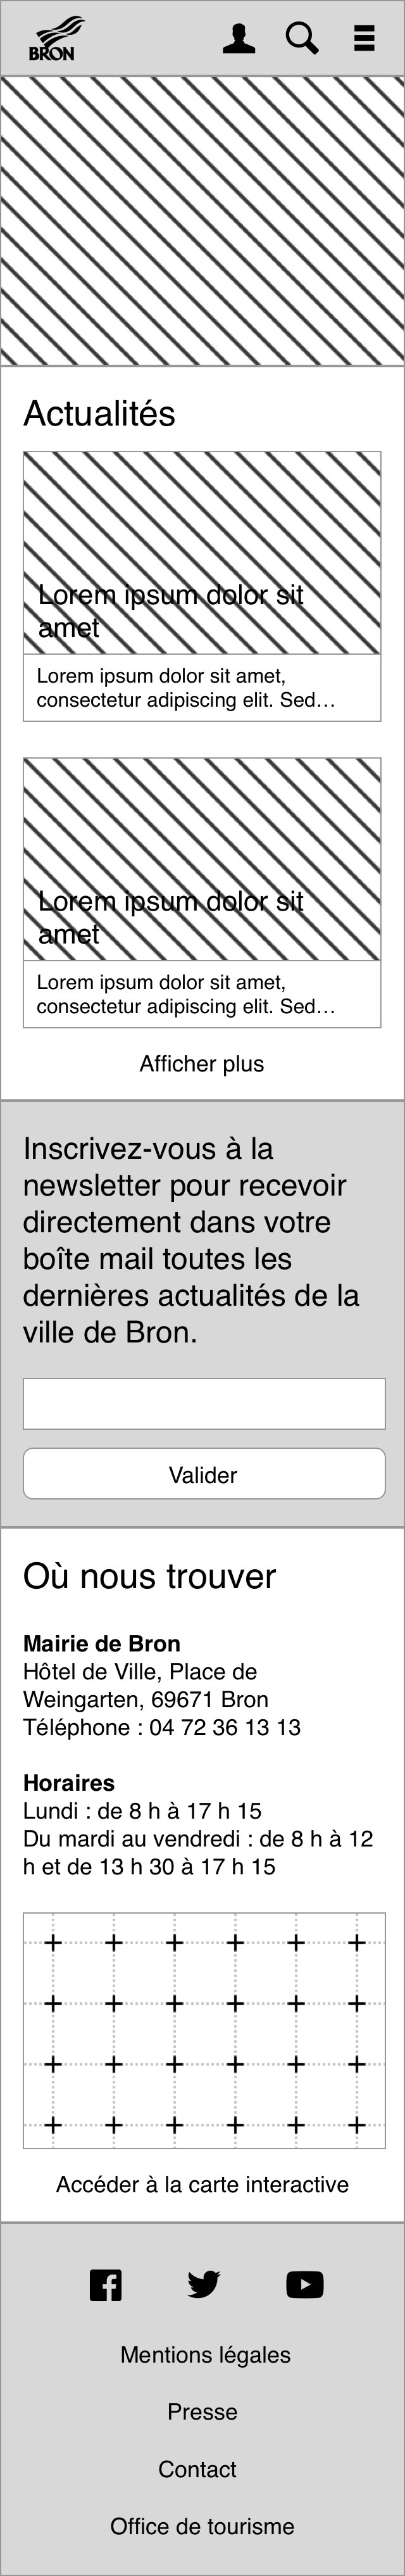 BRON
Actualités
Lorem ipsum dolor sit
amet
Lorem ipsum dolor sit amet,
consectetur adipiscing elit. Sed…
Lorem ipsum dolor sit
amet
Lorem ipsum dolor sit amet,
consectetur adipiscing elit. Sed…
Afficher plus
Inscrivez-vous à la
newsletter pour recevoir
directement dans votre
boîte mail toutes les
dernières actualités de la
ville de Bron.
Valider
Où nous trouver
Mairie de Bron
Hôtel de Ville, Place de
Weingarten, 69671 Bron
Téléphone : 04 72 36 13 13
Horaires
Lundi : de 8 h à 17 h 15
Du mardi au vendredi : de 8 h à 12
h et de 13 h 30 à 17 h 15
Accéder à la carte interactive
Mentions légales
Presse
Contact
Office de tourisme